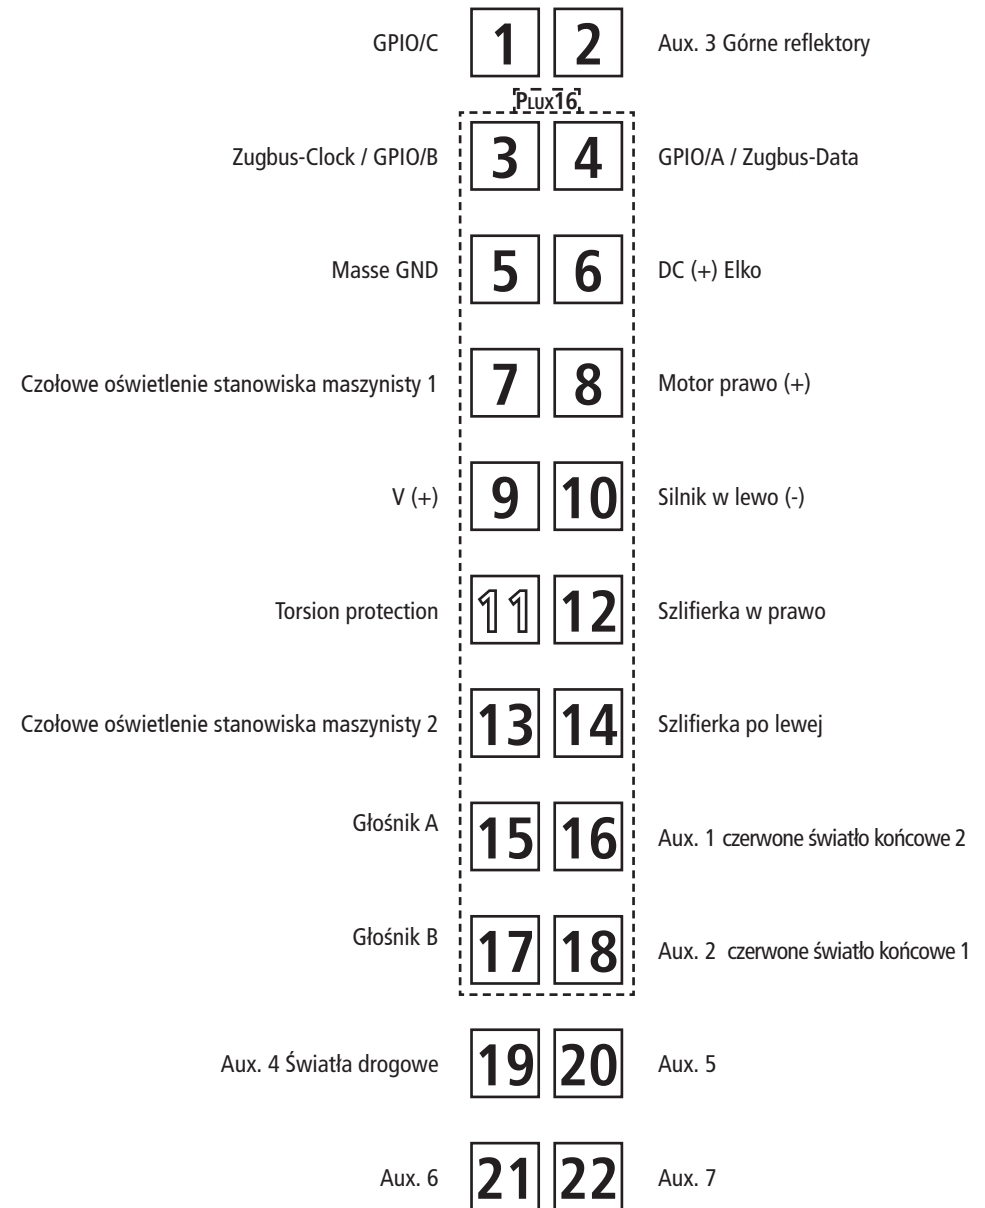 GPIO/C 1 2 Aux. 3 Górne reflektory
PLUX16
Zugbus-Clock / GPIO/B 3 4 GPIO/A / Zugbus-Data
Masse GND 5 6 DC (+) Elko
Czołowe oświetlenie stanowiska maszynisty 1 7 8 Motor prawo (+)
V (+) 9 10 Silnik w lewo (-)
Torsion protection 11 12 Szlifierka w prawo
Czołowe oświetlenie stanowiska maszynisty 2 13 14 Szlifierka po lewej
Głośnik A 15 16 Aux. 1 czerwone światło końcowe 2
Głośnik B 17 18 Aux. 2 czerwone światło końcowe 1
Aux. 4 Światła drogowe 19 20 Aux. 5
Aux. 6 21 22 Aux. 7